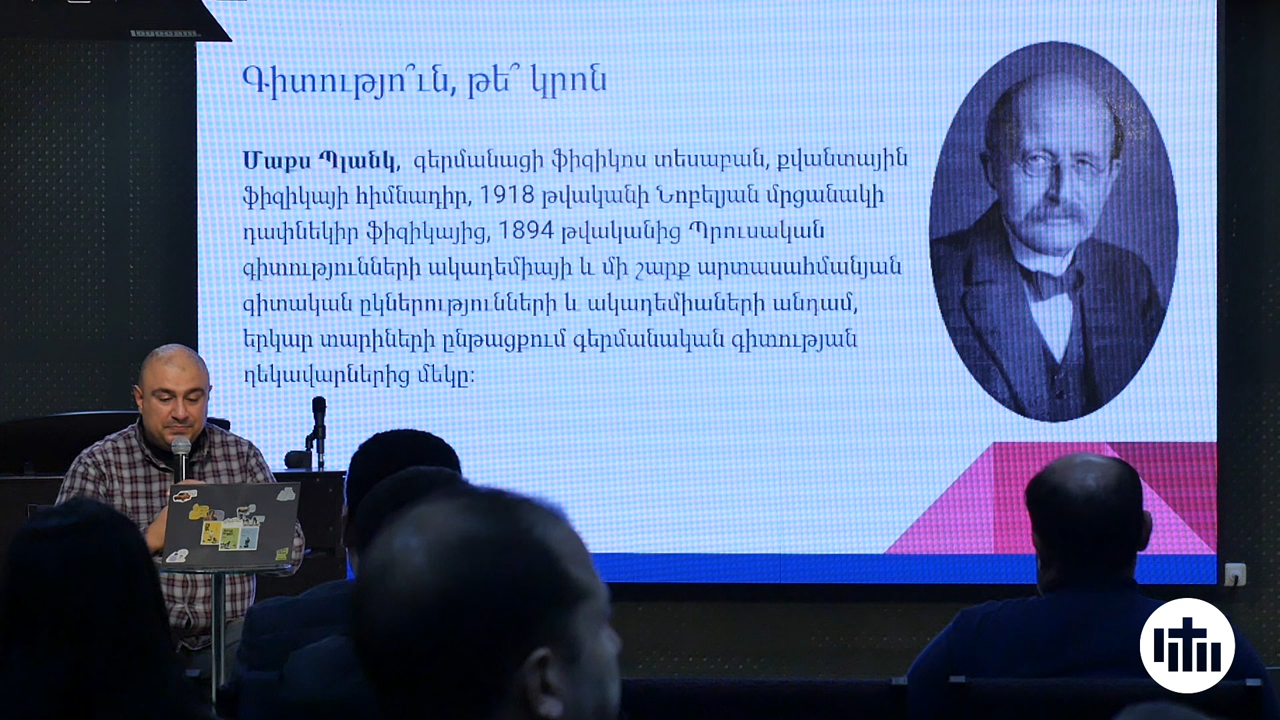 Գիտությո՞ւն, թե՞ կրոն
Մաքս Պլանկ, գերմանացի ֆիզիկոս տեսաբան, քվանտային
ֆիզիկայի հիմնադիր, 1918 թվականի Նոբելյան մրցանակի
դափնեկիր ֆիզիկայից, 1894 թվականից Պրուսական
գիտությունների ակադեմիայի և մի շարք արտասահմանյան
գիտական ընկերությունների և ակադեմիաների անդամ,
երկար տարիների ընթացքում գերմանական գիտության
ղեկավարներից մեկը։